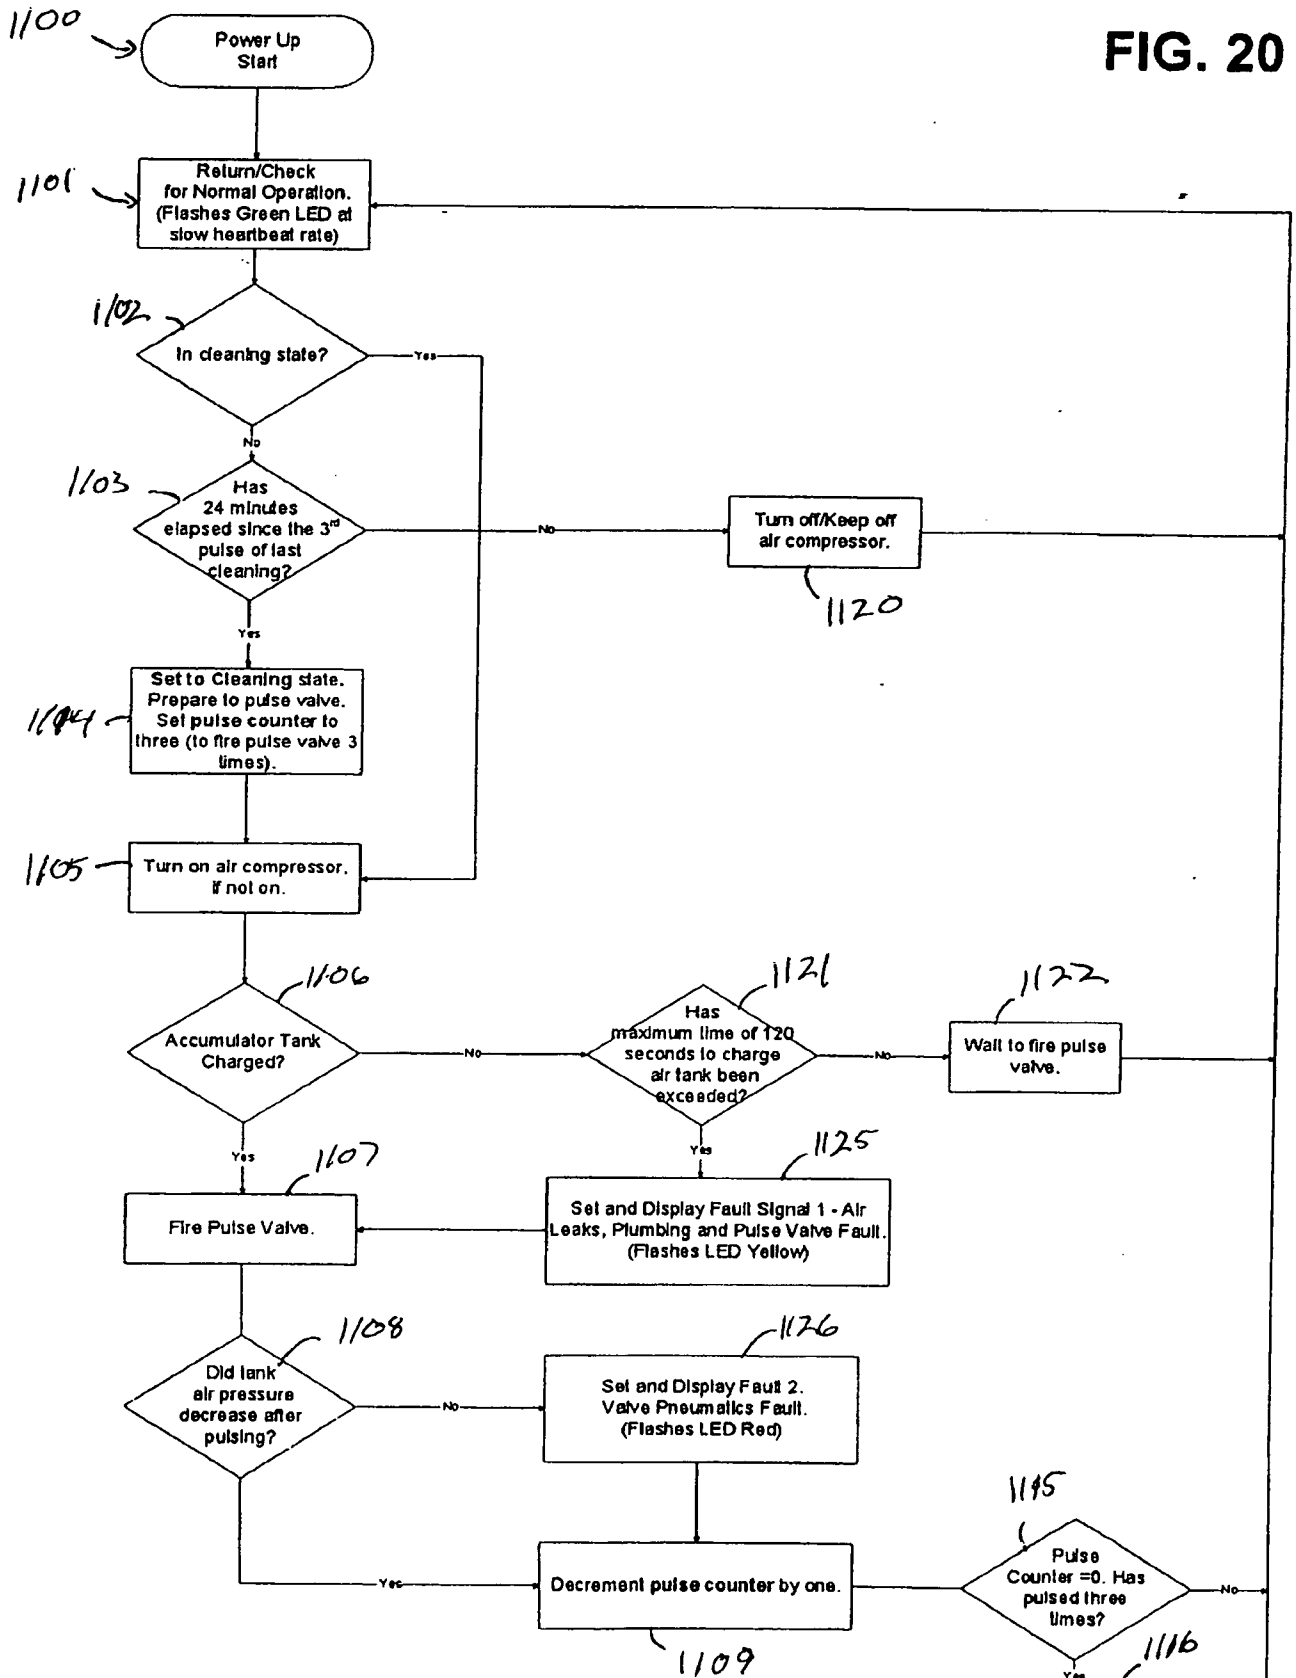 1100
Power Up
Start
FIG. 20
1101
Return/Check
for Normal Operation.
(Flashes Green LED at
slow heartbeat rate)
1102
In cleaning state?
Yes
No
1103
Has
24 minutes
elapsed since the 3rd
pulse of last
cleaning?
No
Turn off/Keep off
air compressor.
1120
Yes
1104
Set to Cleaning state.
Prepare to pulse valve.
Set pulse counter to
three (to fire pulse valve 3
times).
1105
Turn on air compressor,
if not on.
1106
Accumulator Tank
Charged?
No
1121
Has
maximum time of 120
seconds to charge
air tank been
exceeded?
No
1122
Wait to fire pulse
valve.
Yes
Yes
1107
Fire Pulse Valve.
1125
Set and Display Fault Signal 1 - Air
Leaks, Plumbing and Pulse Valve Fault.
(Flashes LED Yellow)
1108
Did tank
air pressure
decrease after
pulsing?
No
1126
Set and Display Fault 2.
Valve Pneumatics Fault.
(Flashes LED Red)
Yes
Decrement pulse counter by one.
1109
1115
Pulse
Counter =0. Has
pulsed three
times?
No
Yes
1116